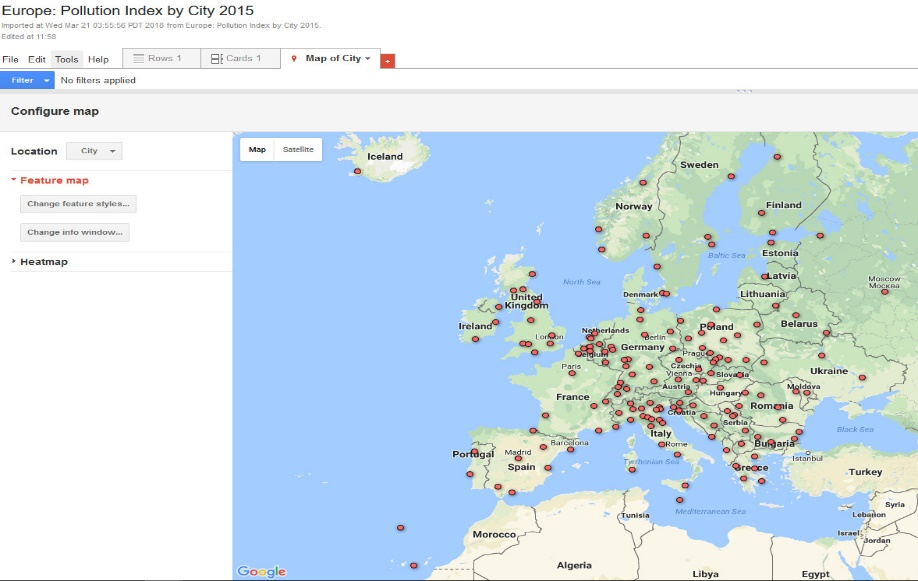 Europe: Pollution Index by City 2015
Imported at Wed Mar 21 03:55:56 PDT 2018 from Europe: Pollution Index by City 2015.
Edited at 11:58
File Edit Tools Help Rows 1 Cards 1 Map of City +
Filter No filters applied
Configure map
Location City
Feature map
Change feature styles...
Change info window...
Heatmap
Map Satellite
Iceland
Sweden
Norway
Finland
Estonia
Baltic Sea
Latvia
Moscow
Москва
North Sea
Denmark
Lithuania
United
Kingdom
Ireland
Belarus
Netherlands
Poland
London
Berlin
Germany
Belgium
Prague
Paris
Czechia
Ukraine
Vienna
Slovakia
Austria
Moldova
Hungary
France
Romania
Croatia
Serbia
Black Sea
Italy
Bulgaria
Barcelona
Rome
Portugal
Madrid
Istanbul
Spain
Tyrrhenian Sea
Greece
Turkey
Syria
Mediterranean Sea
Lebanon
Tunisia
Morocco
Israel
Jordan
Algeria
Libya
Egypt
Google